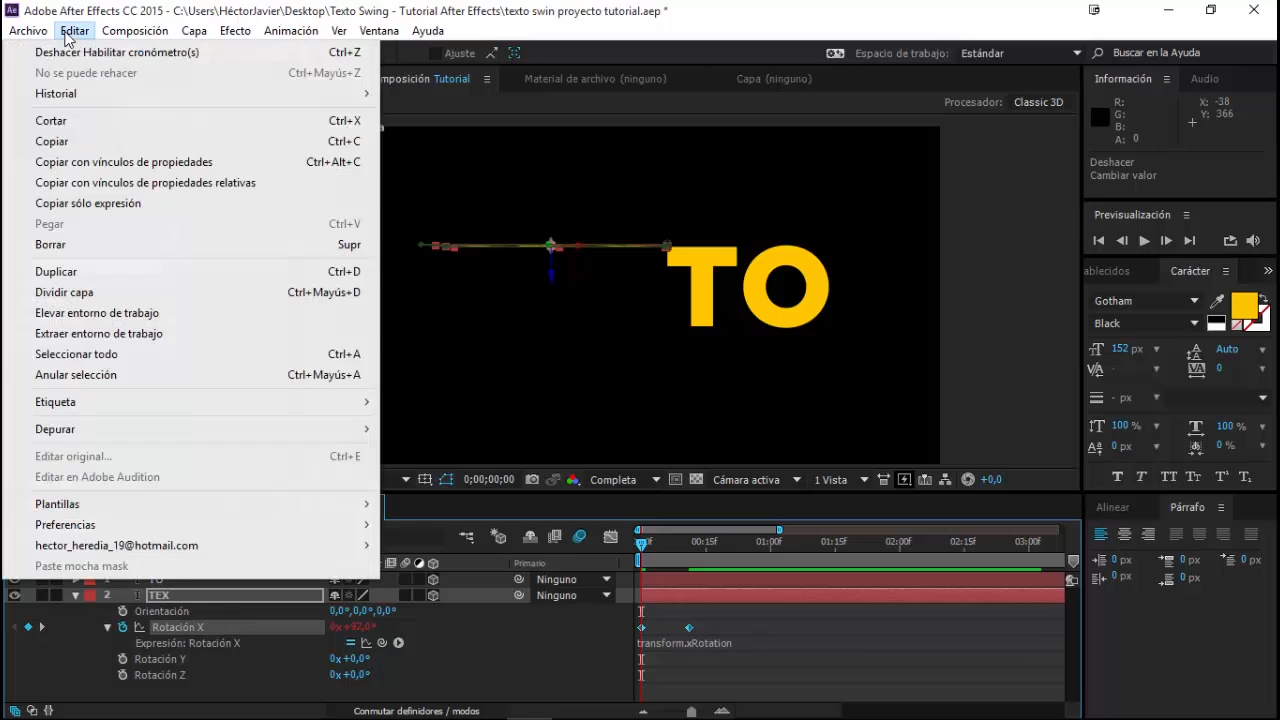 Ae Adobe After Effects CC 2015 - C:\Users\HéctorJavier\Desktop\Texto Swing - Tutorial After Effects\texto swin proyecto tutorial.aep *
Archivo Editar Composición Capa Efecto Animación Ver Ventana Ayuda
Deshacer Habilitar cronómetro(s) Ctrl+Z
No se puede rehacer Ctrl+Mayús+Z
Historial
Cortar Ctrl+X
Copiar Ctrl+C
Copiar con vínculos de propiedades Ctrl+Alt+C
Copiar con vínculos de propiedades relativas
Copiar sólo expresión
Pegar Ctrl+V
Borrar Supr
Duplicar Ctrl+D
Dividir capa Ctrl+Mayús+D
Elevar entorno de trabajo
Extraer entorno de trabajo
Seleccionar todo Ctrl+A
Anular selección Ctrl+Mayús+A
Etiqueta
Depurar
Editar original... Ctrl+E
Editar en Adobe Audition
Plantillas
Preferencias
hector_heredia_19@hotmail.com
Paste mocha mask
Ajuste Espacio de trabajo: Estándar Buscar en la Ayuda
mposición Tutorial Material de archivo (ninguno) Capa (ninguno)
Procesador: Classic 3D
TO
0;00;00;00 Completa Cámara activa 1 Vista +0,0
Información Audio
R: X: -38
G: Y: 366
B:
A: 0
Deshacer
Cambiar valor
Previsualización
ablecidos Carácter
Gotham
Black
152 px Auto
0
- px
100 % 100 %
0 px 0 %
T T TT Tт T¹ T₁
Alinear Párrafo
0 px 0 px 0 px
0 px 0 px
00:15f 01:00f 01:15f 02:00f 02:15f 03:00f
Primario
Ninguno
2 T TEX Ninguno
Orientación 0,0°,0,0°,0,0°
Rotación X 0x+92,0°
Expresión: Rotación X transform.xRotation
Rotación Y 0x+0,0°
Rotación Z 0x+0,0°
Conmutar definidores / modos